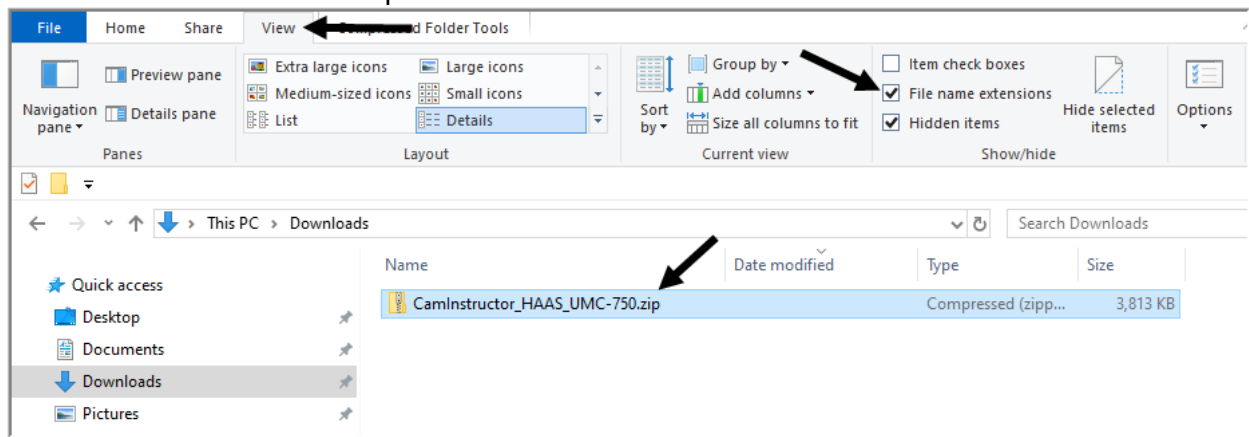 File Home Share View Compressed Folder Tools
Navigation pane
Preview pane
Details pane
Panes
Extra large icons Large icons
Medium-sized icons Small icons
List Details
Layout
Sort by
Group by
Add columns
Size all columns to fit
Current view
Item check boxes
File name extensions
Hidden items
Hide selected items
Show/hide
Options
This PC Downloads
Search Downloads
Quick access
Desktop
Documents
Downloads
Pictures
Name Date modified Type Size
CamInstructor_HAAS_UMC-750.zip Compressed (zipp... 3,813 KB